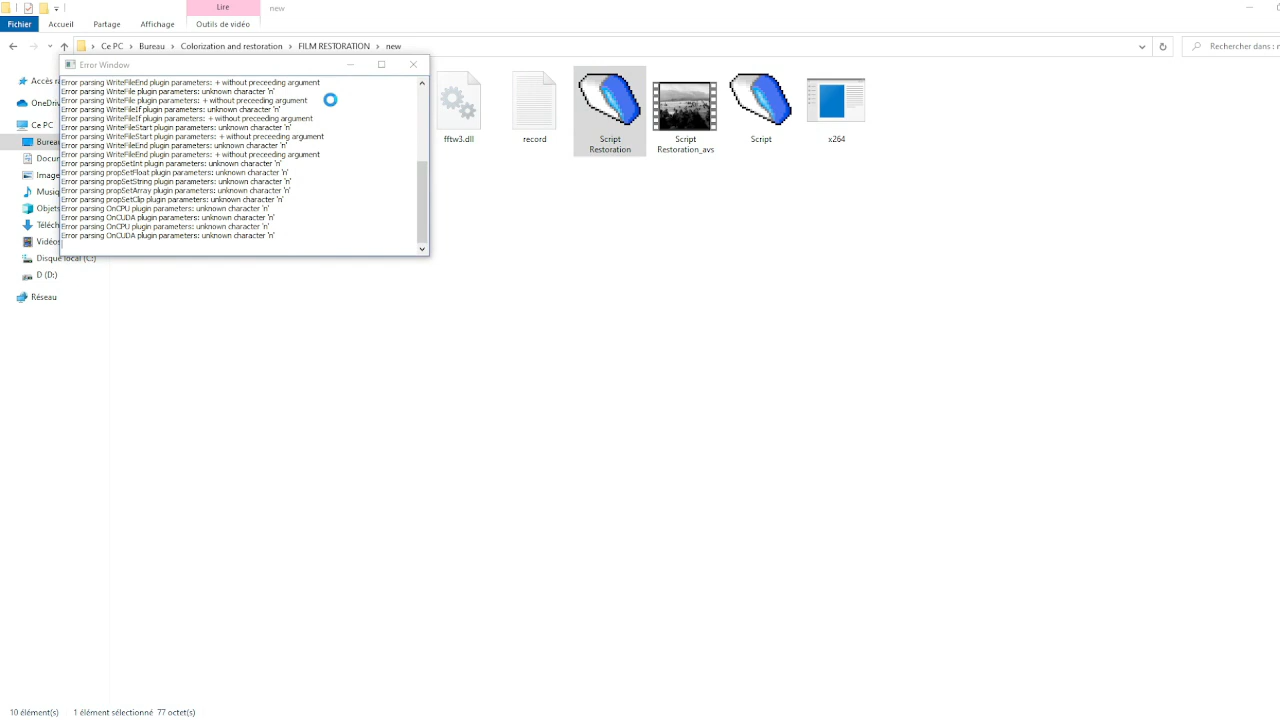 Lire
new
Fichier
Accueil
Partage
Affichage
Outils de vidéo
Ce PC
Bureau
Colorization and restoration
FILM RESTORATION
new
Rechercher dans : n
Error Window
Error parsing WriteFileEnd plugin parameters: + without preceeding argument
Error parsing WriteFile plugin parameters: unknown character 'n'
Error parsing WriteFile plugin parameters: + without preceeding argument
Error parsing WriteFileIf plugin parameters: unknown character 'n'
Error parsing WriteFileIf plugin parameters: + without preceeding argument
Error parsing WriteFileStart plugin parameters: unknown character 'n'
Error parsing WriteFileStart plugin parameters: + without preceeding argument
Error parsing WriteFileEnd plugin parameters: unknown character 'n'
Error parsing WriteFileEnd plugin parameters: + without preceeding argument
Error parsing propSetInt plugin parameters: unknown character 'n'
Error parsing propSetFloat plugin parameters: unknown character 'n'
Error parsing propSetString plugin parameters: unknown character 'n'
Error parsing propSetArray plugin parameters: unknown character 'n'
Error parsing propSetClip plugin parameters: unknown character 'n'
Error parsing OnCPU plugin parameters: unknown character 'n'
Error parsing OnCUDA plugin parameters: unknown character 'n'
Error parsing OnCPU plugin parameters: unknown character 'n'
Error parsing OnCUDA plugin parameters: unknown character 'n'
Accès r
OneDriv
Ce PC
Bureau
Docur
Image
Musiq
Objets
Téléch
Vidéos
Disque local (C:)
D (D:)
Réseau
fftw3.dll
record
Script
Restoration
Script
Restoration_avs
Script
x264
10 élément(s)
1 élément sélectionné 77 octet(s)